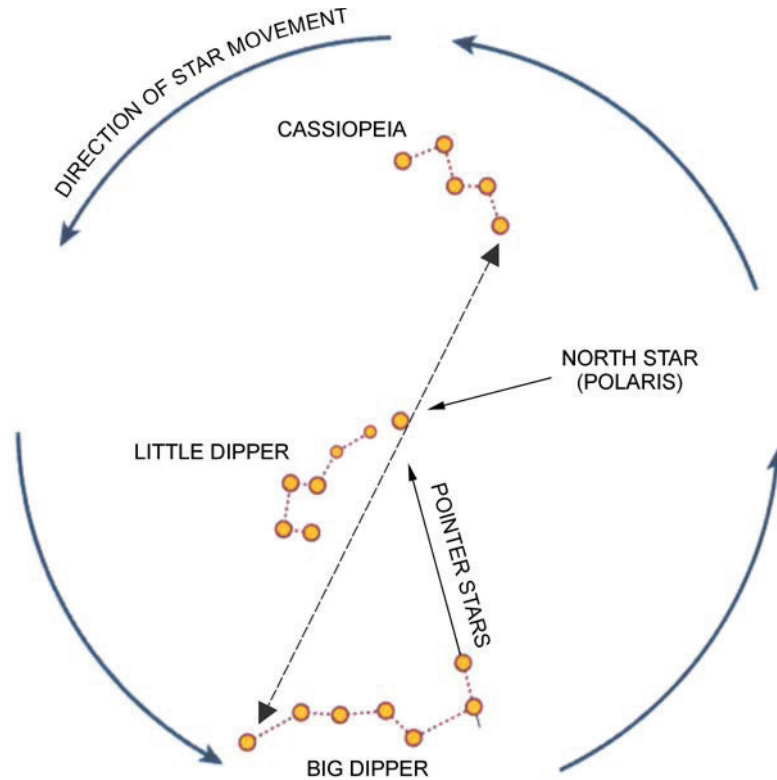 DIRECTION OF STAR MOVEMENT
CASSIOPEIA
NORTH STAR
(POLARIS)
LITTLE DIPPER
POINTER STARS
BIG DIPPER